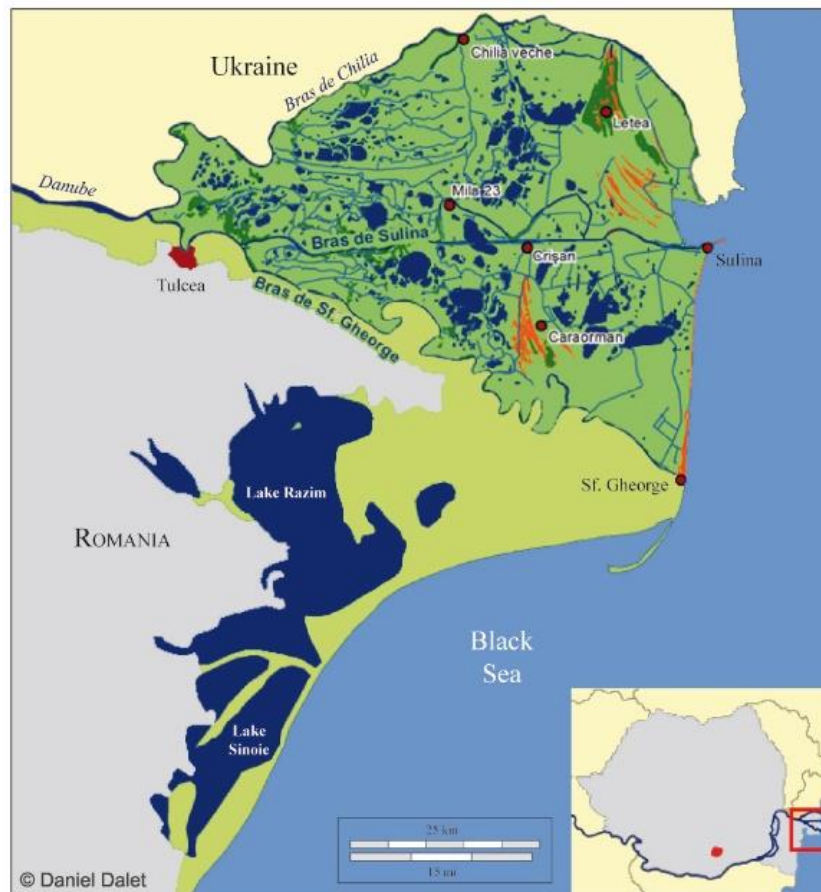 Ukraine
Chilia veche
Bras de Chilia
Letea
Danube
Mila 23
Bras de Sulina
Crişan
Sulina
Tulcea
Bras de Sf. Gheorge
Caraorman
Sf. Gheorge
Lake Razim
ROMANIA
Black
Sea
Lake
Sinoie
25 km
15 mi
© Daniel Dalet